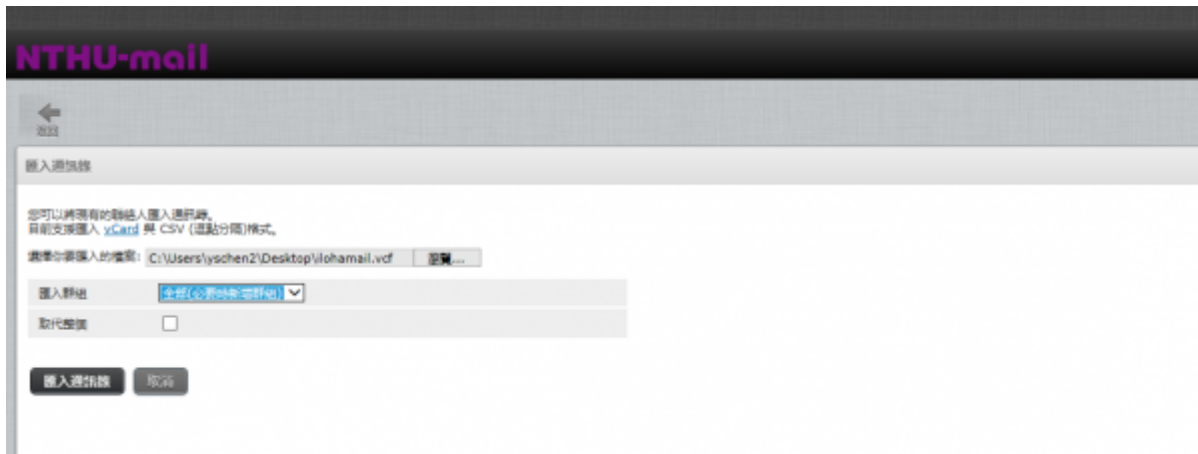 NTHU-mail
返回
匯入通訊錄
您可以將現有的聯絡人匯入通訊錄。
目前支援匯入 vCard 與 CSV (逗點分隔)格式。
選擇你要匯入的檔案: C:\Users\yschen2\Desktop\ilohamail.vcf 瀏覽...
匯入群組 全部(必要時新增群組)
取代整個
匯入通訊錄 取消